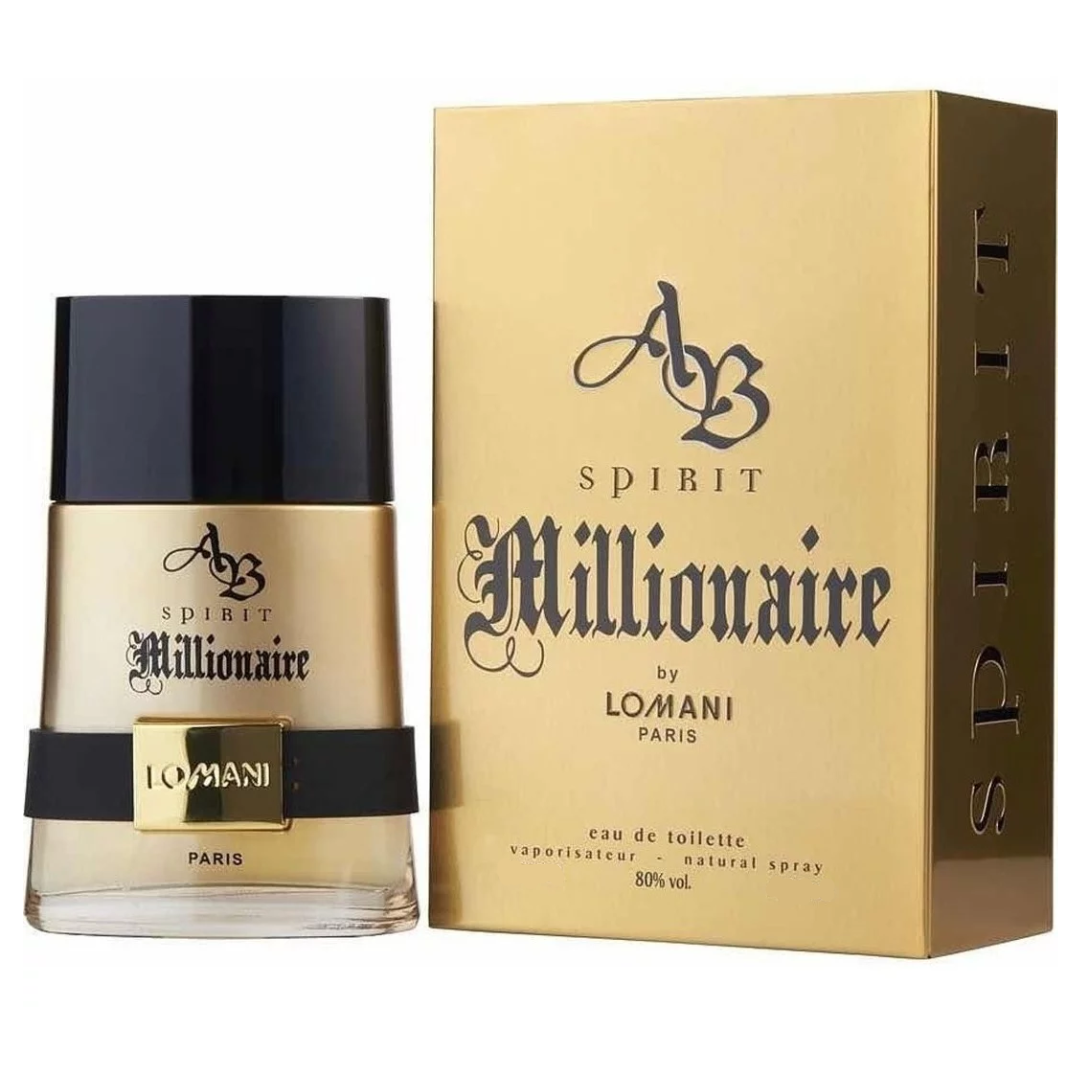 AB
SPIRIT
Millionaire
LOMANI
PARIS
AB
SPIRIT
Millionaire
by
LOMANI
PARIS
eau de toilette
vaporisateur - natural spray
80% vol.
SPIRIT